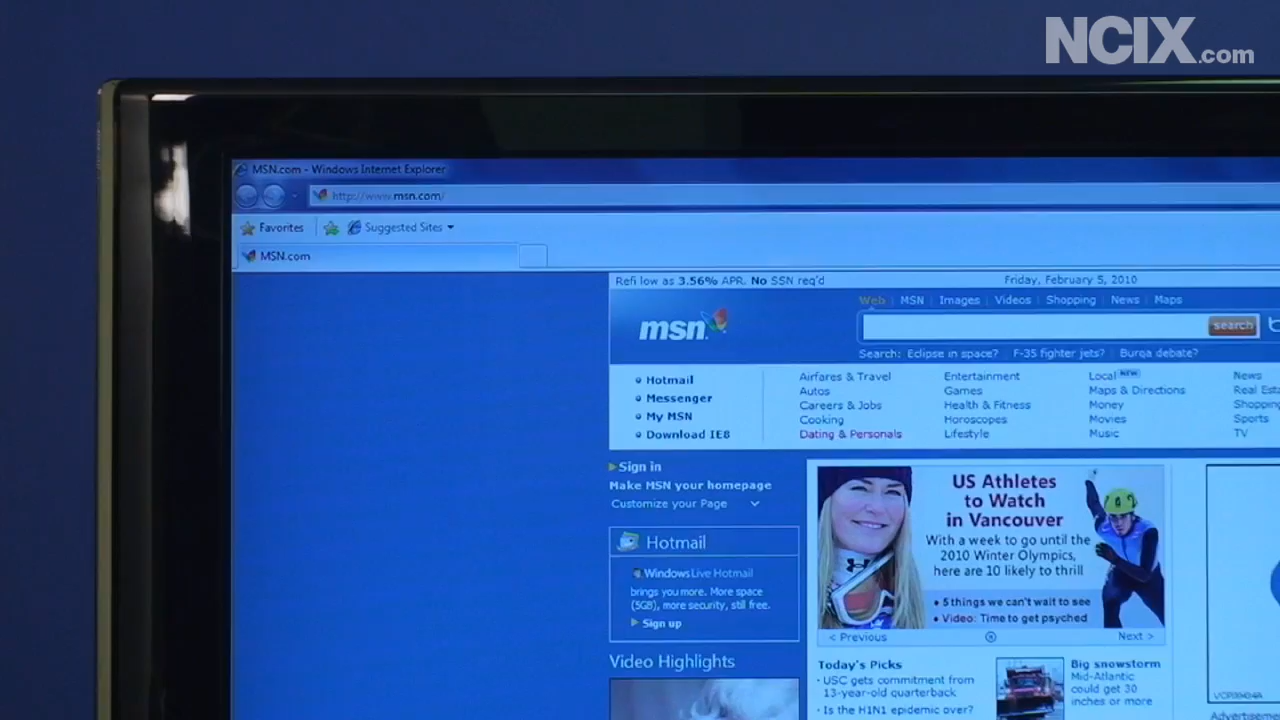 NCIX.com
MSN.com - Windows Internet Explorer
http://www.msn.com/
Favorites
Suggested Sites
MSN.com
Refi low as 3.56% APR. No SSN req'd
Friday, February 5, 2010
Web MSN Images Videos Shopping News Maps
msn
search
Search: Eclipse in space? F-35 fighter jets? Burqa debate?
Hotmail
Messenger
My MSN
Download IE8
Airfares & Travel
Autos
Careers & Jobs
Cooking
Dating & Personals
Entertainment
Games
Health & Fitness
Horoscopes
Lifestyle
Local NEW
Maps & Directions
Money
Movies
Music
News
Real Esta
Shopping
Sports
TV
Sign in
Make MSN your homepage
Customize your Page
Hotmail
Windows Live Hotmail
brings you more. More space
(5GB), more security, still free.
Sign up
Video Highlights
US Athletes
to Watch
in Vancouver
With a week to go until the
2010 Winter Olympics,
here are 10 likely to thrill
• 5 things we can't wait to see
• Video: Time to get psyched
< Previous
Next >
Today's Picks
· USC gets commitment from
13-year-old quarterback
· Is the H1N1 epidemic over?
Big snowstorm
Mid-Atlantic
could get 30
inches or more
Advertiseme